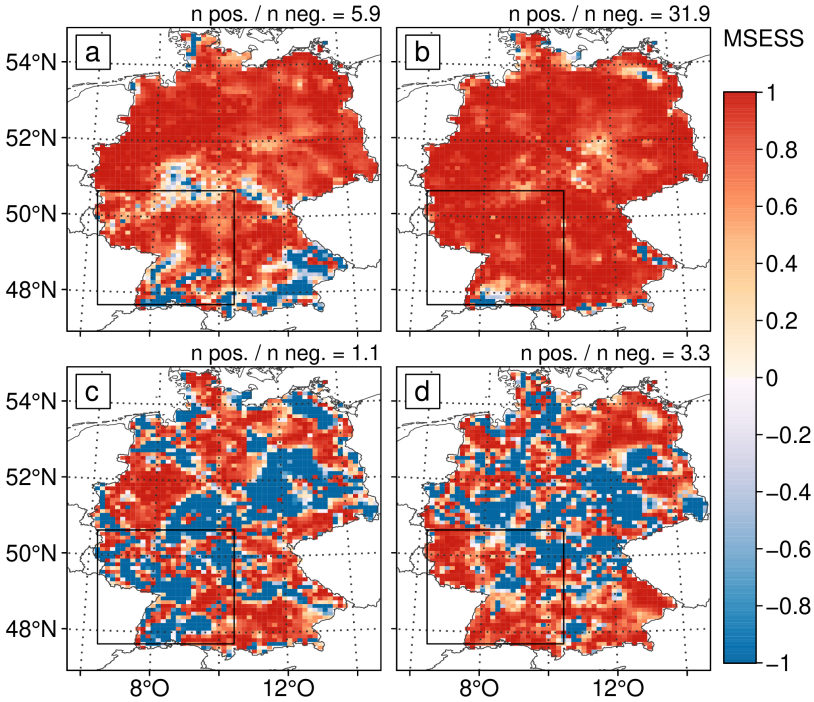 n pos. / n neg. = 5.9
n pos. / n neg. = 31.9
MSESS
a
b
54°N
52°N
50°N
48°N
1
0.8
0.6
0.4
0.2
0
−0.2
−0.4
−0.6
−0.8
−1
n pos. / n neg. = 1.1
n pos. / n neg. = 3.3
c
d
54°N
52°N
50°N
48°N
8°O
12°O
8°O
12°O